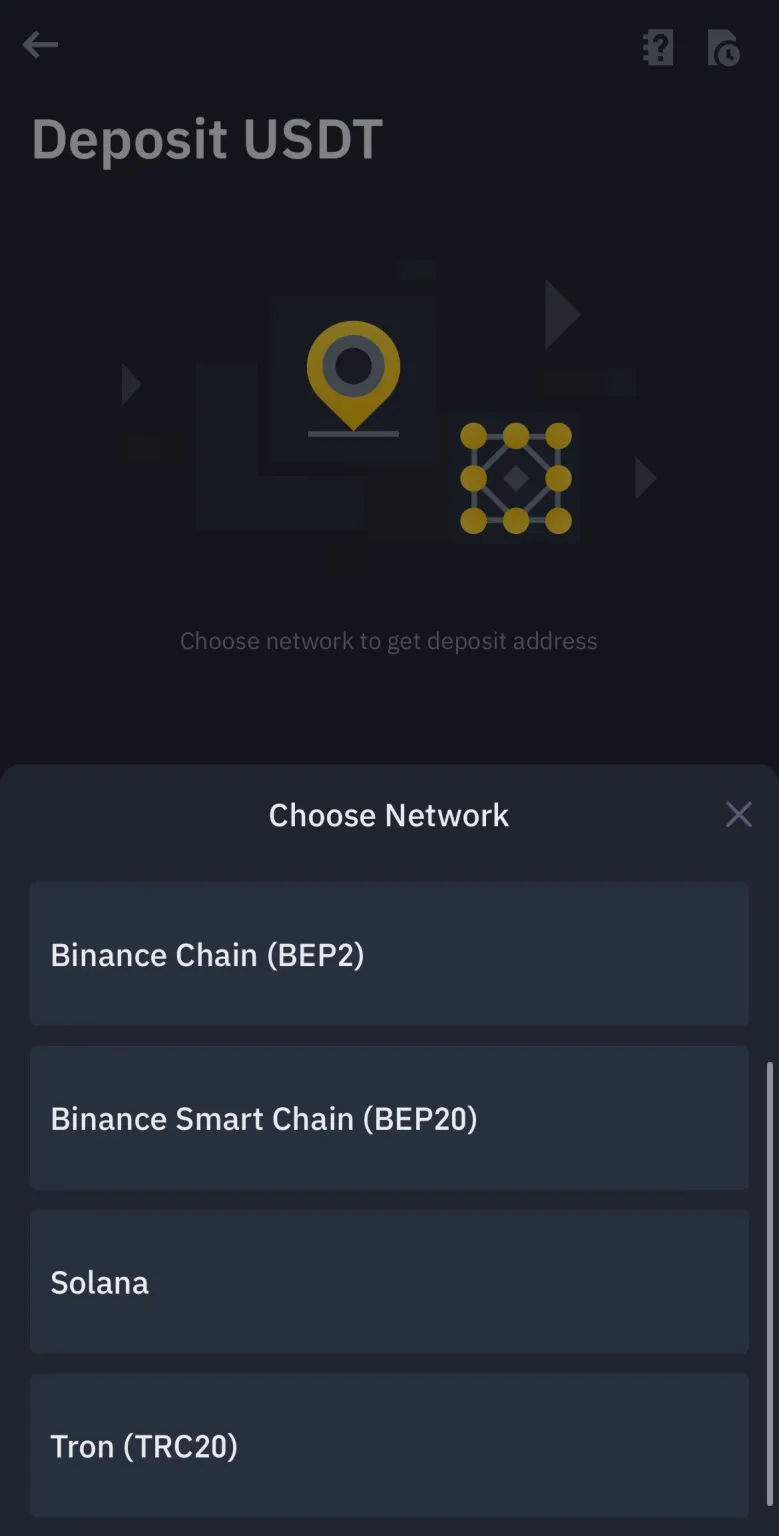 Deposit USDT
Choose network to get deposit address
Choose Network
Binance Chain (BEP2)
Binance Smart Chain (BEP20)
Solana
Tron (TRC20)